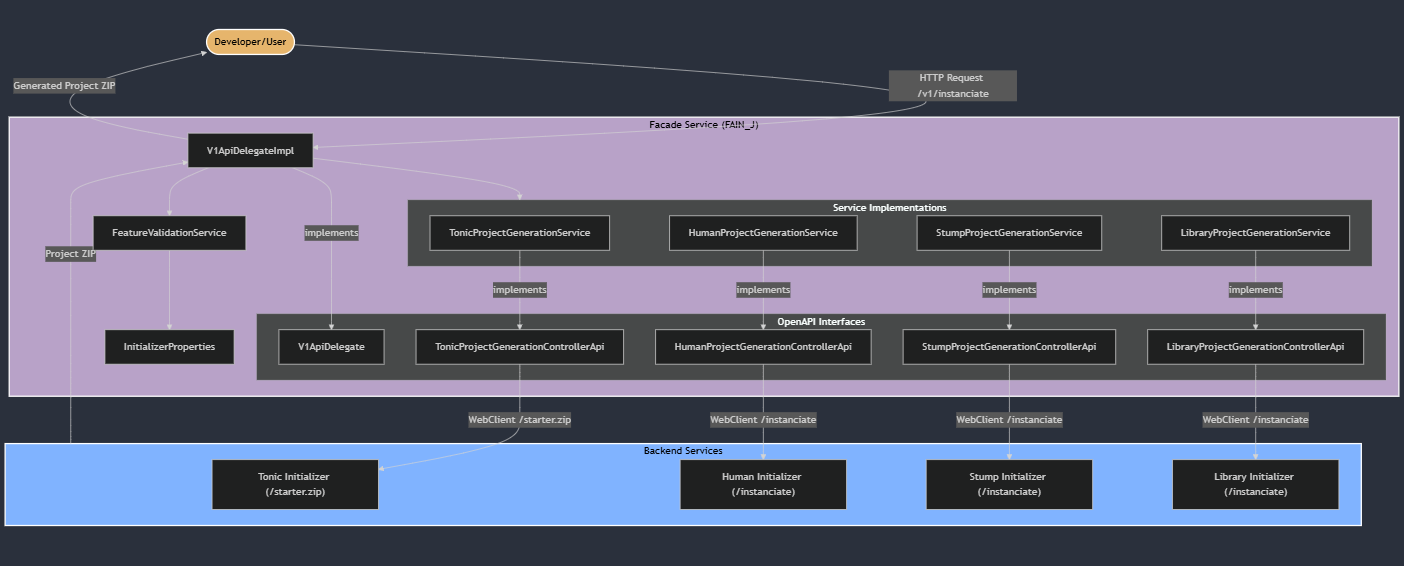 Developer/User
Generated Project ZIP
HTTP Request
/v1/instanciate
Facade Service (FAIN_J)
V1ApiDelegateImpl
Service Implementations
FeatureValidationService
implements
TonicProjectGenerationService
HumanProjectGenerationService
StumpProjectGenerationService
LibraryProjectGenerationService
Project ZIP
implements
implements
implements
implements
OpenAPI Interfaces
InitializerProperties
V1ApiDelegate
TonicProjectGenerationControllerApi
HumanProjectGenerationControllerApi
StumpProjectGenerationControllerApi
LibraryProjectGenerationControllerApi
WebClient /starter.zip
WebClient /instanciate
WebClient /instanciate
WebClient /instanciate
Backend Services
Tonic Initializer
(/starter.zip)
Human Initializer
(/instanciate)
Stump Initializer
(/instanciate)
Library Initializer
(/instanciate)